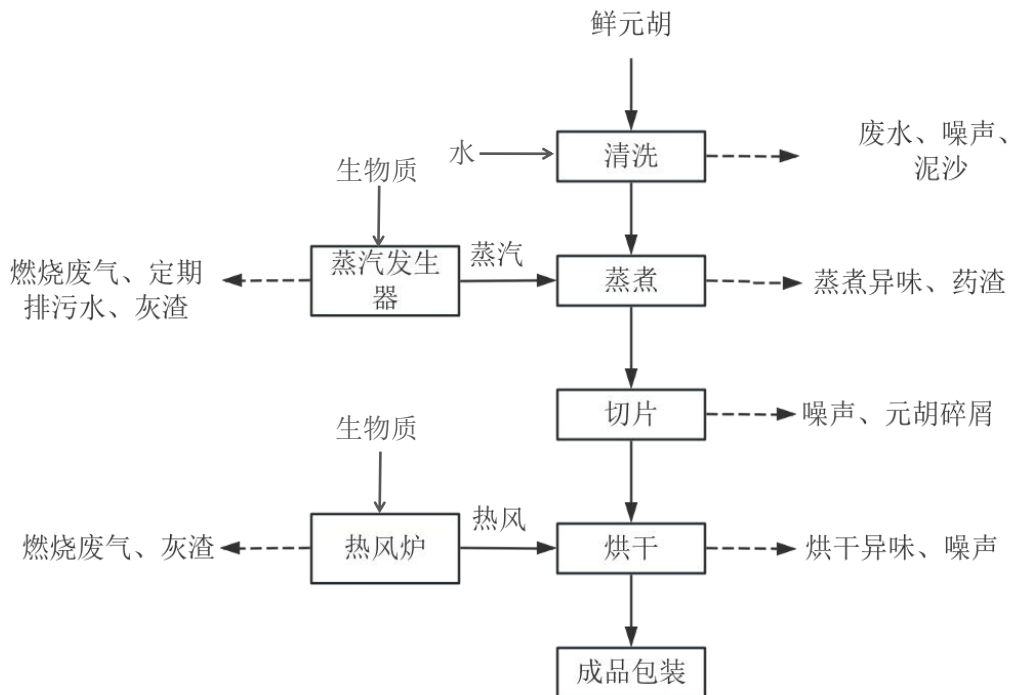 鲜元胡
水
清洗
废水、噪声、
泥沙
生物质
蒸汽发生
器
蒸汽
蒸煮
燃烧废气、定期
排污水、灰渣
蒸煮异味、药渣
切片
噪声、元胡碎屑
生物质
热风炉
热风
烘干
燃烧废气、灰渣
烘干异味、噪声
成品包装